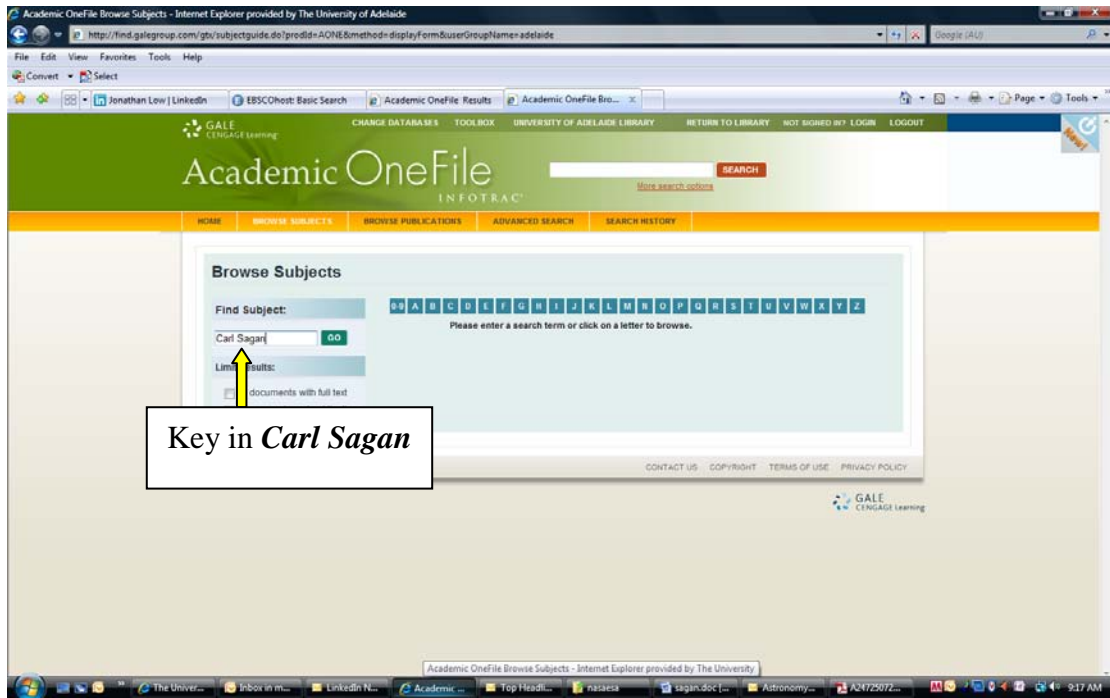 Academic OneFile Browse Subjects - Internet Explorer provided by The University of Adelaide
http://find.galegroup.com/gtx/subjectguide.do?prodId=AONE&method=displayForm&userGroupName=adelaide
Google (AU)
File Edit View Favorites Tools Help
Convert Select
Jonathan Low | LinkedIn EBSCOhost: Basic Search Academic OneFile Results Academic OneFile Bro... Page Tools
GALE CENGAGE Learning
CHANGE DATABASES TOOLBOX UNIVERSITY OF ADELAIDE LIBRARY RETURN TO LIBRARY NOT SIGNED IN? LOGIN LOGOUT
New
Academic OneFile
INFOTRAC
SEARCH
More search options
HOME BROWSE SUBJECTS BROWSE PUBLICATIONS ADVANCED SEARCH SEARCH HISTORY
Browse Subjects
Find Subject:
0-9 A B C D E F G H I J K L M N O P Q R S T U V W X Y Z
Please enter a search term or click on a letter to browse.
Carl Sagan GO
Limit Results:
documents with full text
Key in Carl Sagan
CONTACT US COPYRIGHT TERMS OF USE PRIVACY POLICY
GALE
CENGAGE Learning
Academic OneFile Browse Subjects - Internet Explorer provided by The University
The Univer... Inbox in m... LinkedIn N... Academic ... Top Headli... nasaesa sagan.doc [... Astronomy... A24725072... 9:17 AM